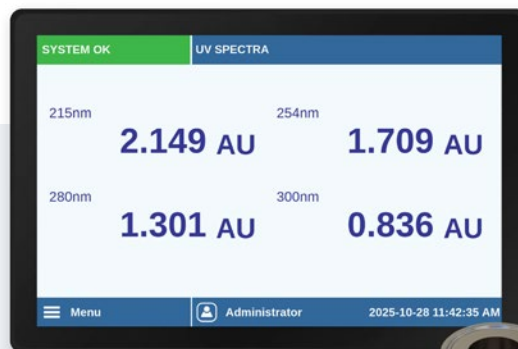 SYSTEM OK UV SPECTRA
215nm 254nm
2.149 AU 1.709 AU
280nm 300nm
1.301 AU 0.836 AU
Menu Administrator 2025-10-28 11:42:35 AM